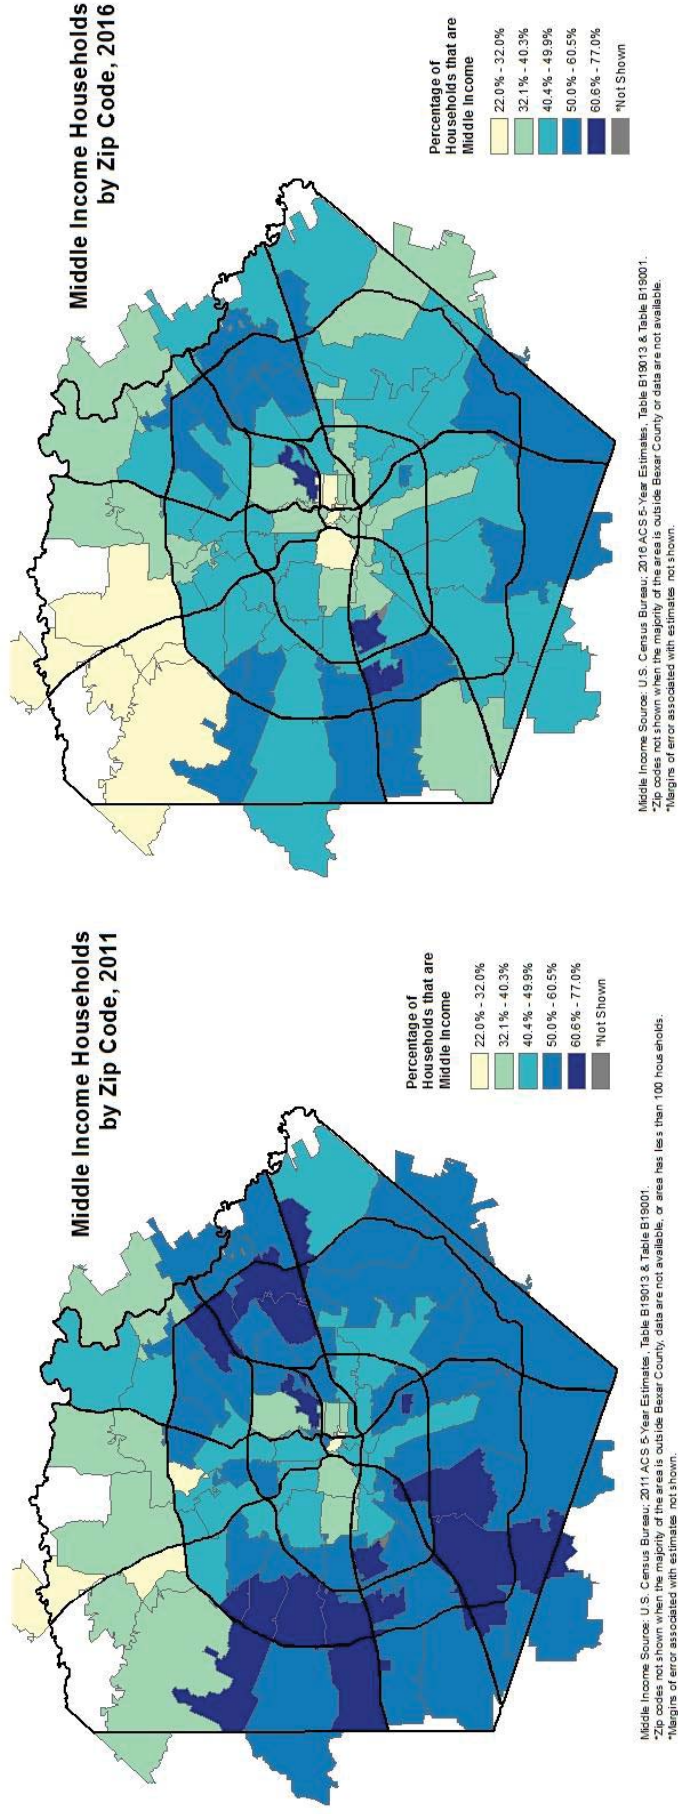 Middle Income Households
by Zip Code, 2011
Percentage of
Households that are
Middle Income
22.0% - 32.0%
32.1% - 40.3%
40.4% - 49.9%
50.0% - 60.5%
60.6% - 77.0%
*Not Shown
Middle Income Source: U.S. Census Bureau; 2011 ACS 5-Year Estimates, Table B19013 & Table B19001.
*Zip codes not shown when the majority of the area is outside Bexar County, data are not available, or area has less than 100 households.
*Margins of error associated with estimates not shown.
Middle Income Households
by Zip Code, 2016
Percentage of
Households that are
Middle Income
22.0% - 32.0%
32.1% - 40.3%
40.4% - 49.9%
50.0% - 60.5%
60.6% - 77.0%
*Not Shown
Middle Income Source: U.S. Census Bureau; 2016 ACS 5-Year Estimates, Table B19013 & Table B19001.
*Zip codes not shown when the majority of the area is outside Bexar County or data are not available.
*Margins of error associated with estimates not shown.